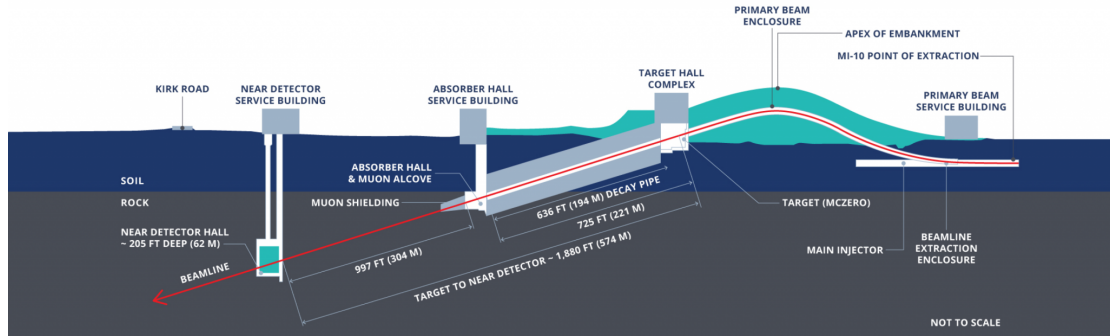 PRIMARY BEAM
ENCLOSURE
APEX OF EMBANKMENT
MI-10 POINT OF EXTRACTION
KIRK ROAD
NEAR DETECTOR
SERVICE BUILDING
ABSORBER HALL
SERVICE BUILDING
TARGET HALL
COMPLEX
PRIMARY BEAM
SERVICE BUILDING
ABSORBER HALL
& MUON ALCOVE
SOIL
ROCK
MUON SHIELDING
636 FT (194 M) DECAY PIPE
725 FT (221 M)
TARGET (MCZERO)
NEAR DETECTOR HALL
~ 205 FT DEEP (62 M)
MAIN INJECTOR
BEAMLINE
EXTRACTION
ENCLOSURE
BEAMLINE
997 FT (304 M)
TARGET TO NEAR DETECTOR ~ 1,880 FT (574 M)
NOT TO SCALE